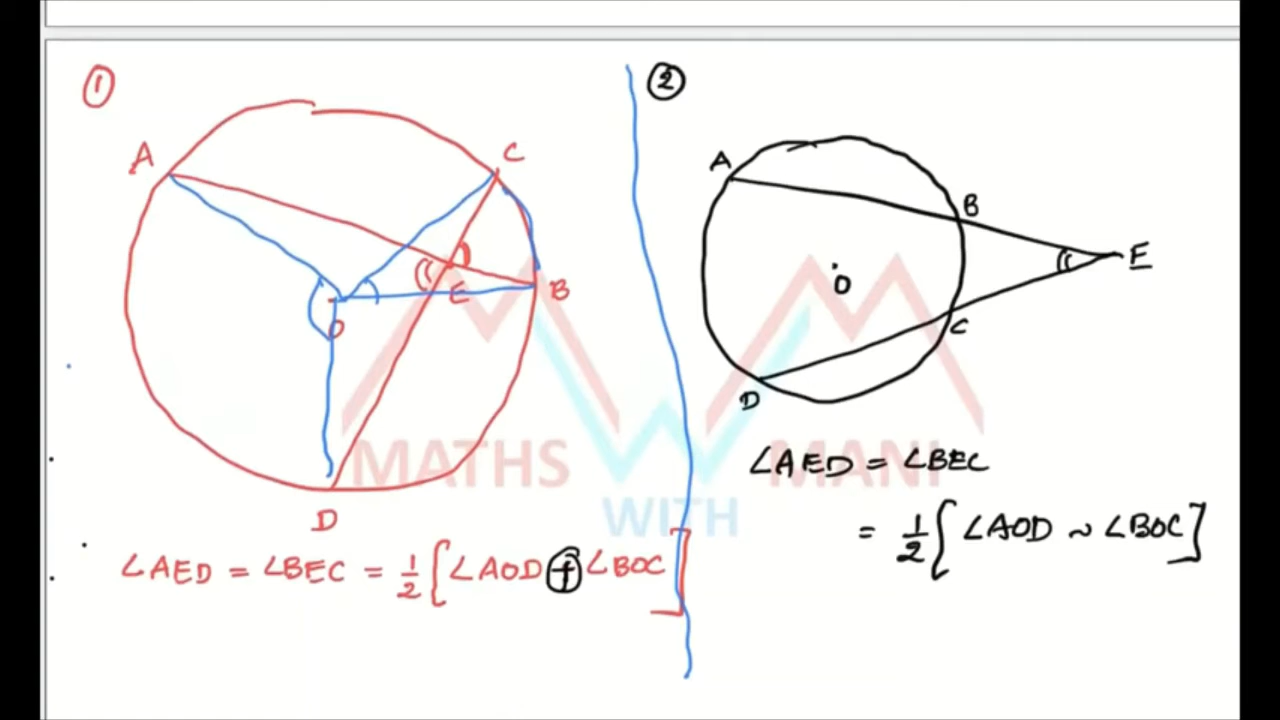 ①
A
C
O
E
B
D
∠AED = ∠BEC = 1/2 [∠AOD + ∠BOC]
②
A
B
E
O
C
D
∠AED = ∠BEC
= 1/2 [∠AOD ~ ∠BOC]
MATHS
WITH
MANI